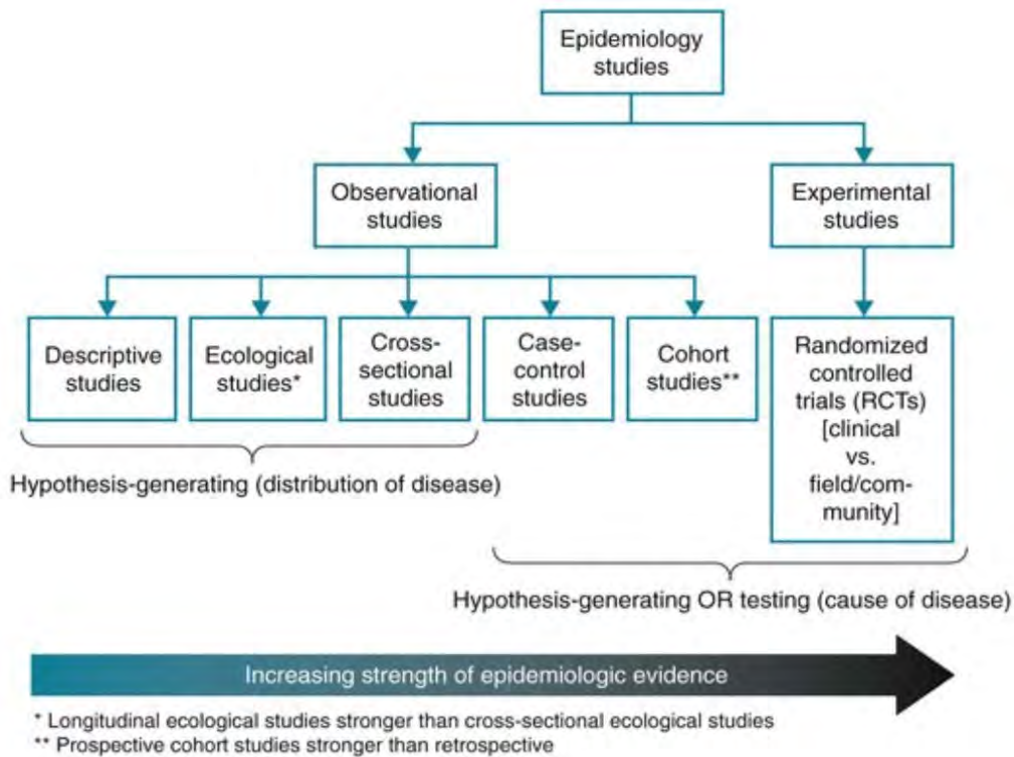 Epidemiology
studies
Observational
studies
Experimental
studies
Descriptive
studies
Ecological
studies*
Cross-
sectional
studies
Case-
control
studies
Cohort
studies**
Randomized
controlled
trials (RCTs)
[clinical
vs.
field/com-
munity]
Hypothesis-generating (distribution of disease)
Hypothesis-generating OR testing (cause of disease)
Increasing strength of epidemiologic evidence
* Longitudinal ecological studies stronger than cross-sectional ecological studies
** Prospective cohort studies stronger than retrospective